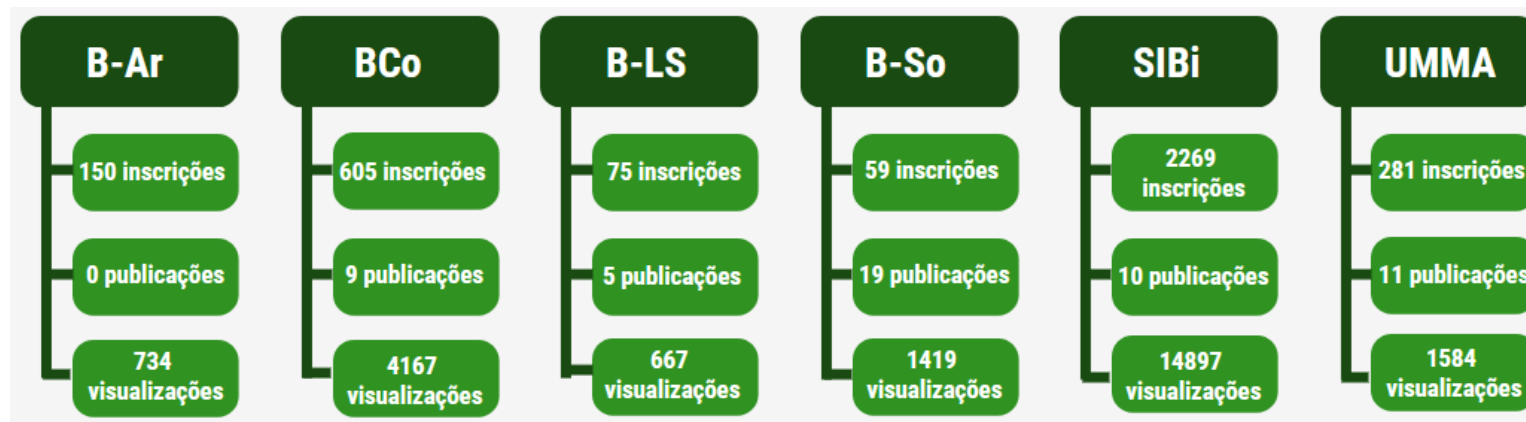 B-Ar
150 inscrições
0 publicações
734
visualizações
BCo
605 inscrições
9 publicações
4167
visualizações
B-LS
75 inscrições
5 publicações
667
visualizações
B-So
59 inscrições
19 publicações
1419
visualizações
SIBi
2269
inscrições
10 publicações
14897
visualizações
UMMA
281 inscrições
11 publicações
1584
visualizações